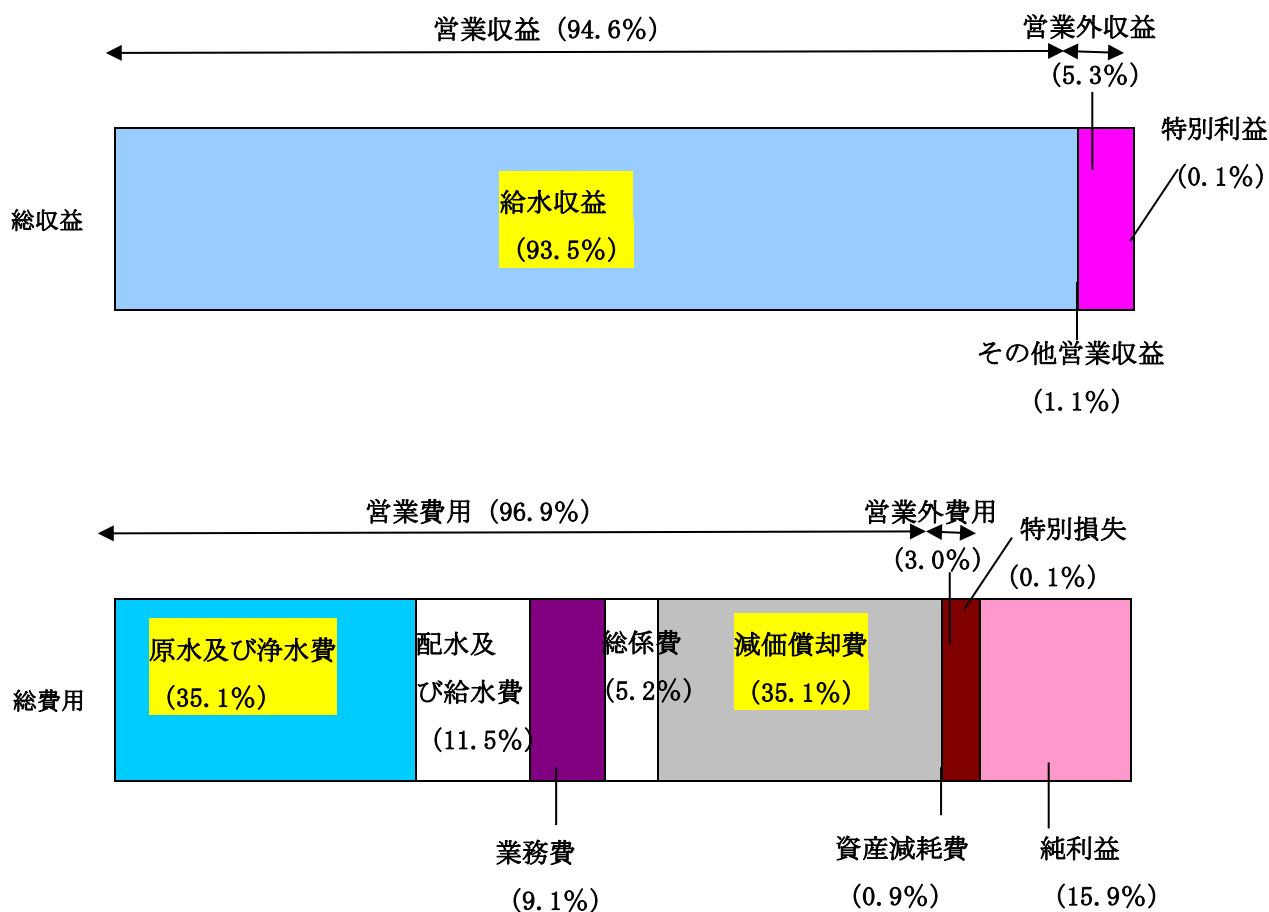 営業収益 (94.6%)
営業外収益
(5.3%)
特別利益
(0.1%)
総収益
給水収益
(93.5%)
その他営業収益
(1.1%)
営業費用 (96.9%)
営業外費用
(3.0%)
特別損失
(0.1%)
総費用
原水及び浄水費
(35.1%)
配水及
び給水費
(11.5%)
総係費
(5.2%)
減価償却費
(35.1%)
業務費
(9.1%)
資産減耗費
(0.9%)
純利益
(15.9%)